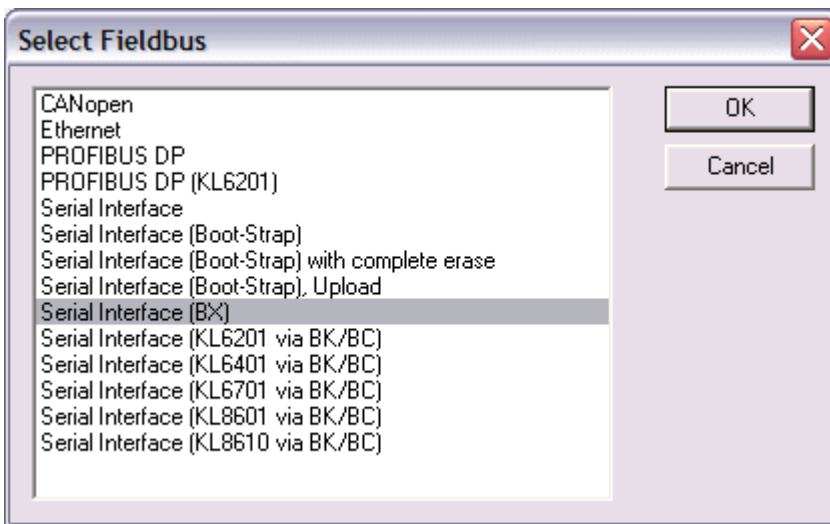 Select Fieldbus
CANopen
Ethernet
PROFIBUS DP
PROFIBUS DP (KL6201)
Serial Interface
Serial Interface (Boot-Strap)
Serial Interface (Boot-Strap) with complete erase
Serial Interface (Boot-Strap), Upload
Serial Interface (BX)
Serial Interface (KL6201 via BK/BC)
Serial Interface (KL6401 via BK/BC)
Serial Interface (KL6701 via BK/BC)
Serial Interface (KL8601 via BK/BC)
Serial Interface (KL8610 via BK/BC)
OK
Cancel